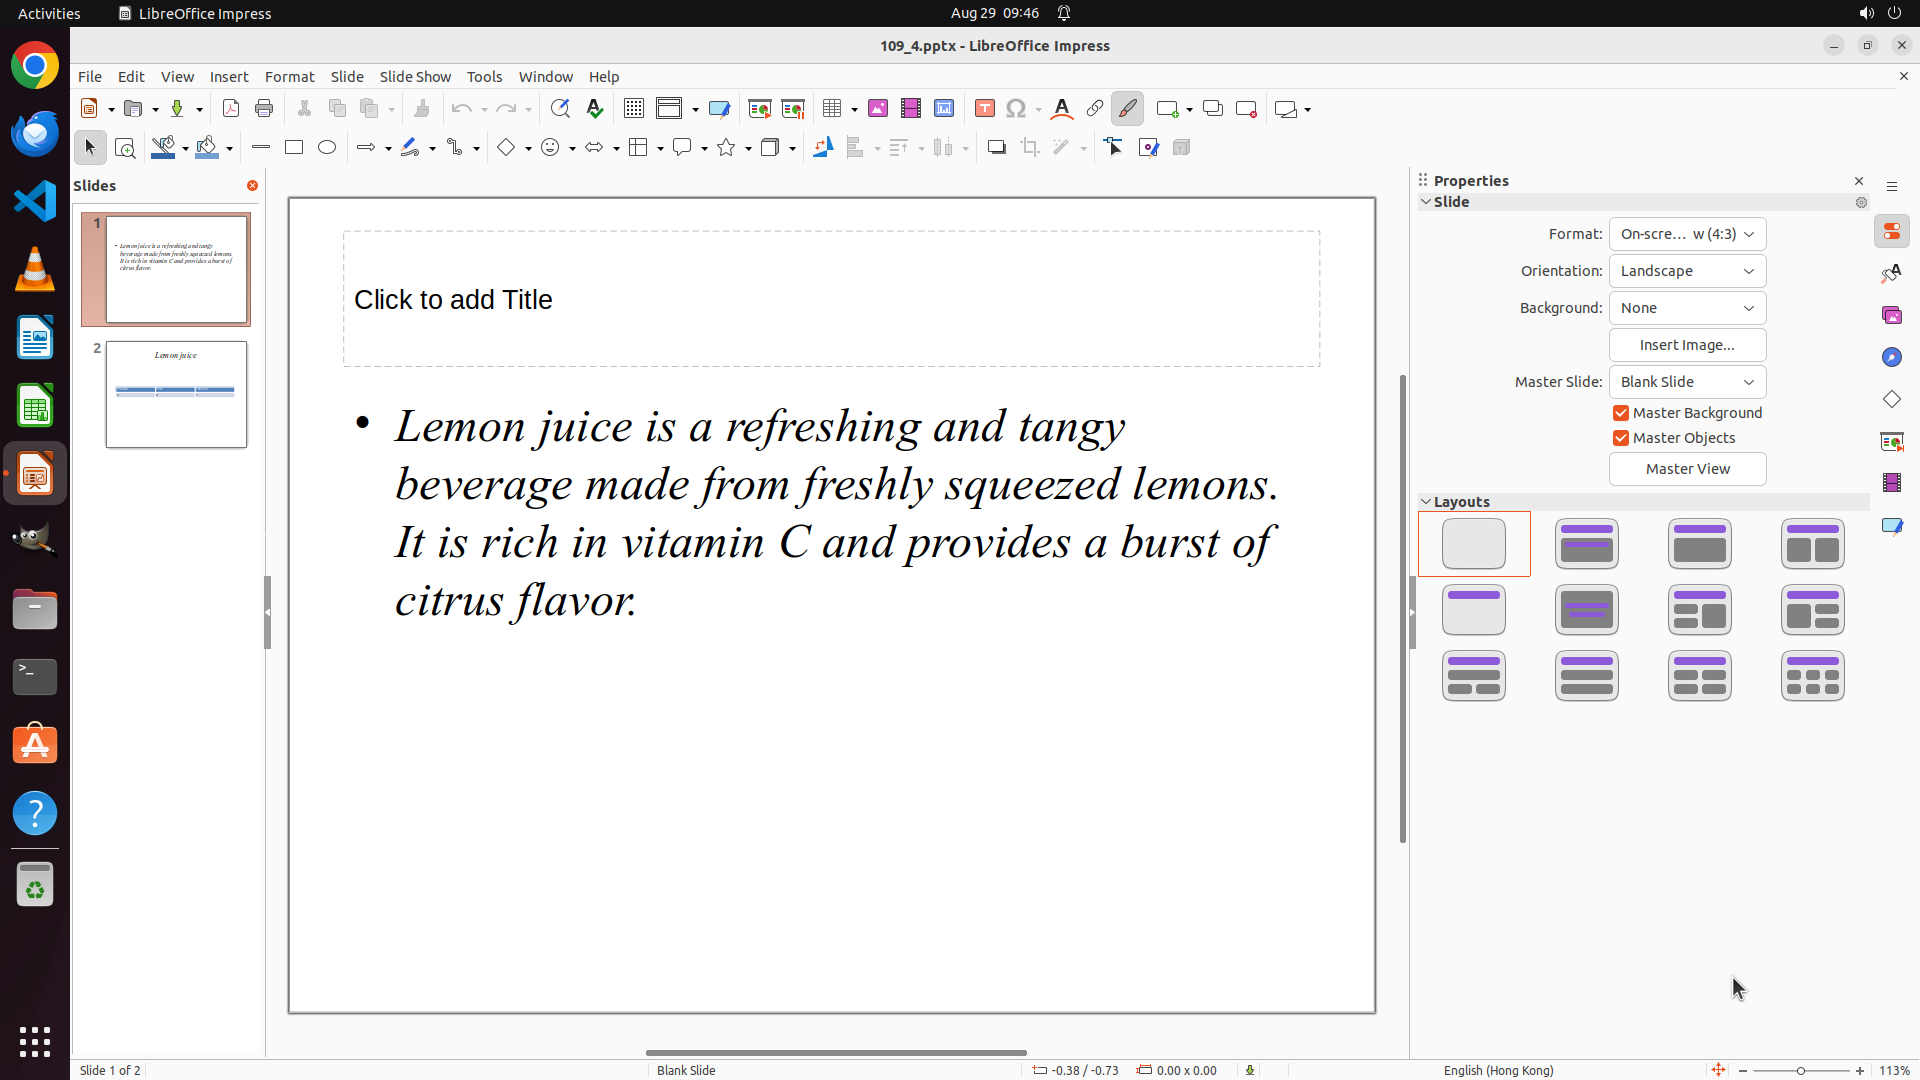 Activities
LibreOffice Impress
Aug 29 09:46
109_4.pptx - LibreOffice Impress
File Edit View Insert Format Slide Slide Show Tools Window Help
Slides
Properties
Slide
Format: On-scre... w (4:3)
Orientation: Landscape
Background: None
Insert Image...
Master Slide: Blank Slide
Master Background
Master Objects
Master View
Layouts
1
Lemon juice is a refreshing and tangy
beverage made from freshly squeezed lemons.
It is rich in vitamin C and provides a burst of
citrus flavor.
2
Lemon juice
Click to add Title
• Lemon juice is a refreshing and tangy
beverage made from freshly squeezed lemons.
It is rich in vitamin C and provides a burst of
citrus flavor.
Slide 1 of 2
Blank Slide
-0.38 / -0.73
0.00 x 0.00
English (Hong Kong)
113%